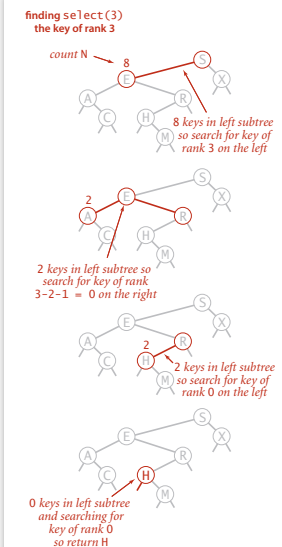 finding select(3)
the key of rank 3
count N
8
S
E
X
A
R
C
H
M
8 keys in left subtree
so search for key of
rank 3 on the left
S
2
E
X
A
R
C
H
M
2 keys in left subtree so
search for key of rank
3-2-1 = 0 on the right
S
E
X
A
2
R
C
H
M
2 keys in left subtree
so search for key of
rank 0 on the left
S
E
X
A
R
C
H
M
0 keys in left subtree
and searching for
key of rank 0
so return H